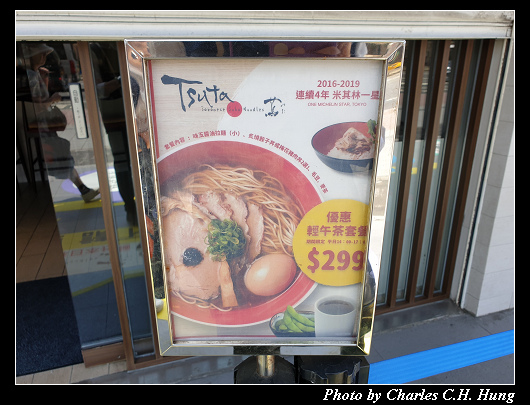 Tsuta
Japanese Soba Noodles
蔦
2016-2019
連續4年 米其林一星
ONE MICHELIN STAR, TOKYO
優惠
輕午茶套餐
$299
Photo by Charles C.H. Hung